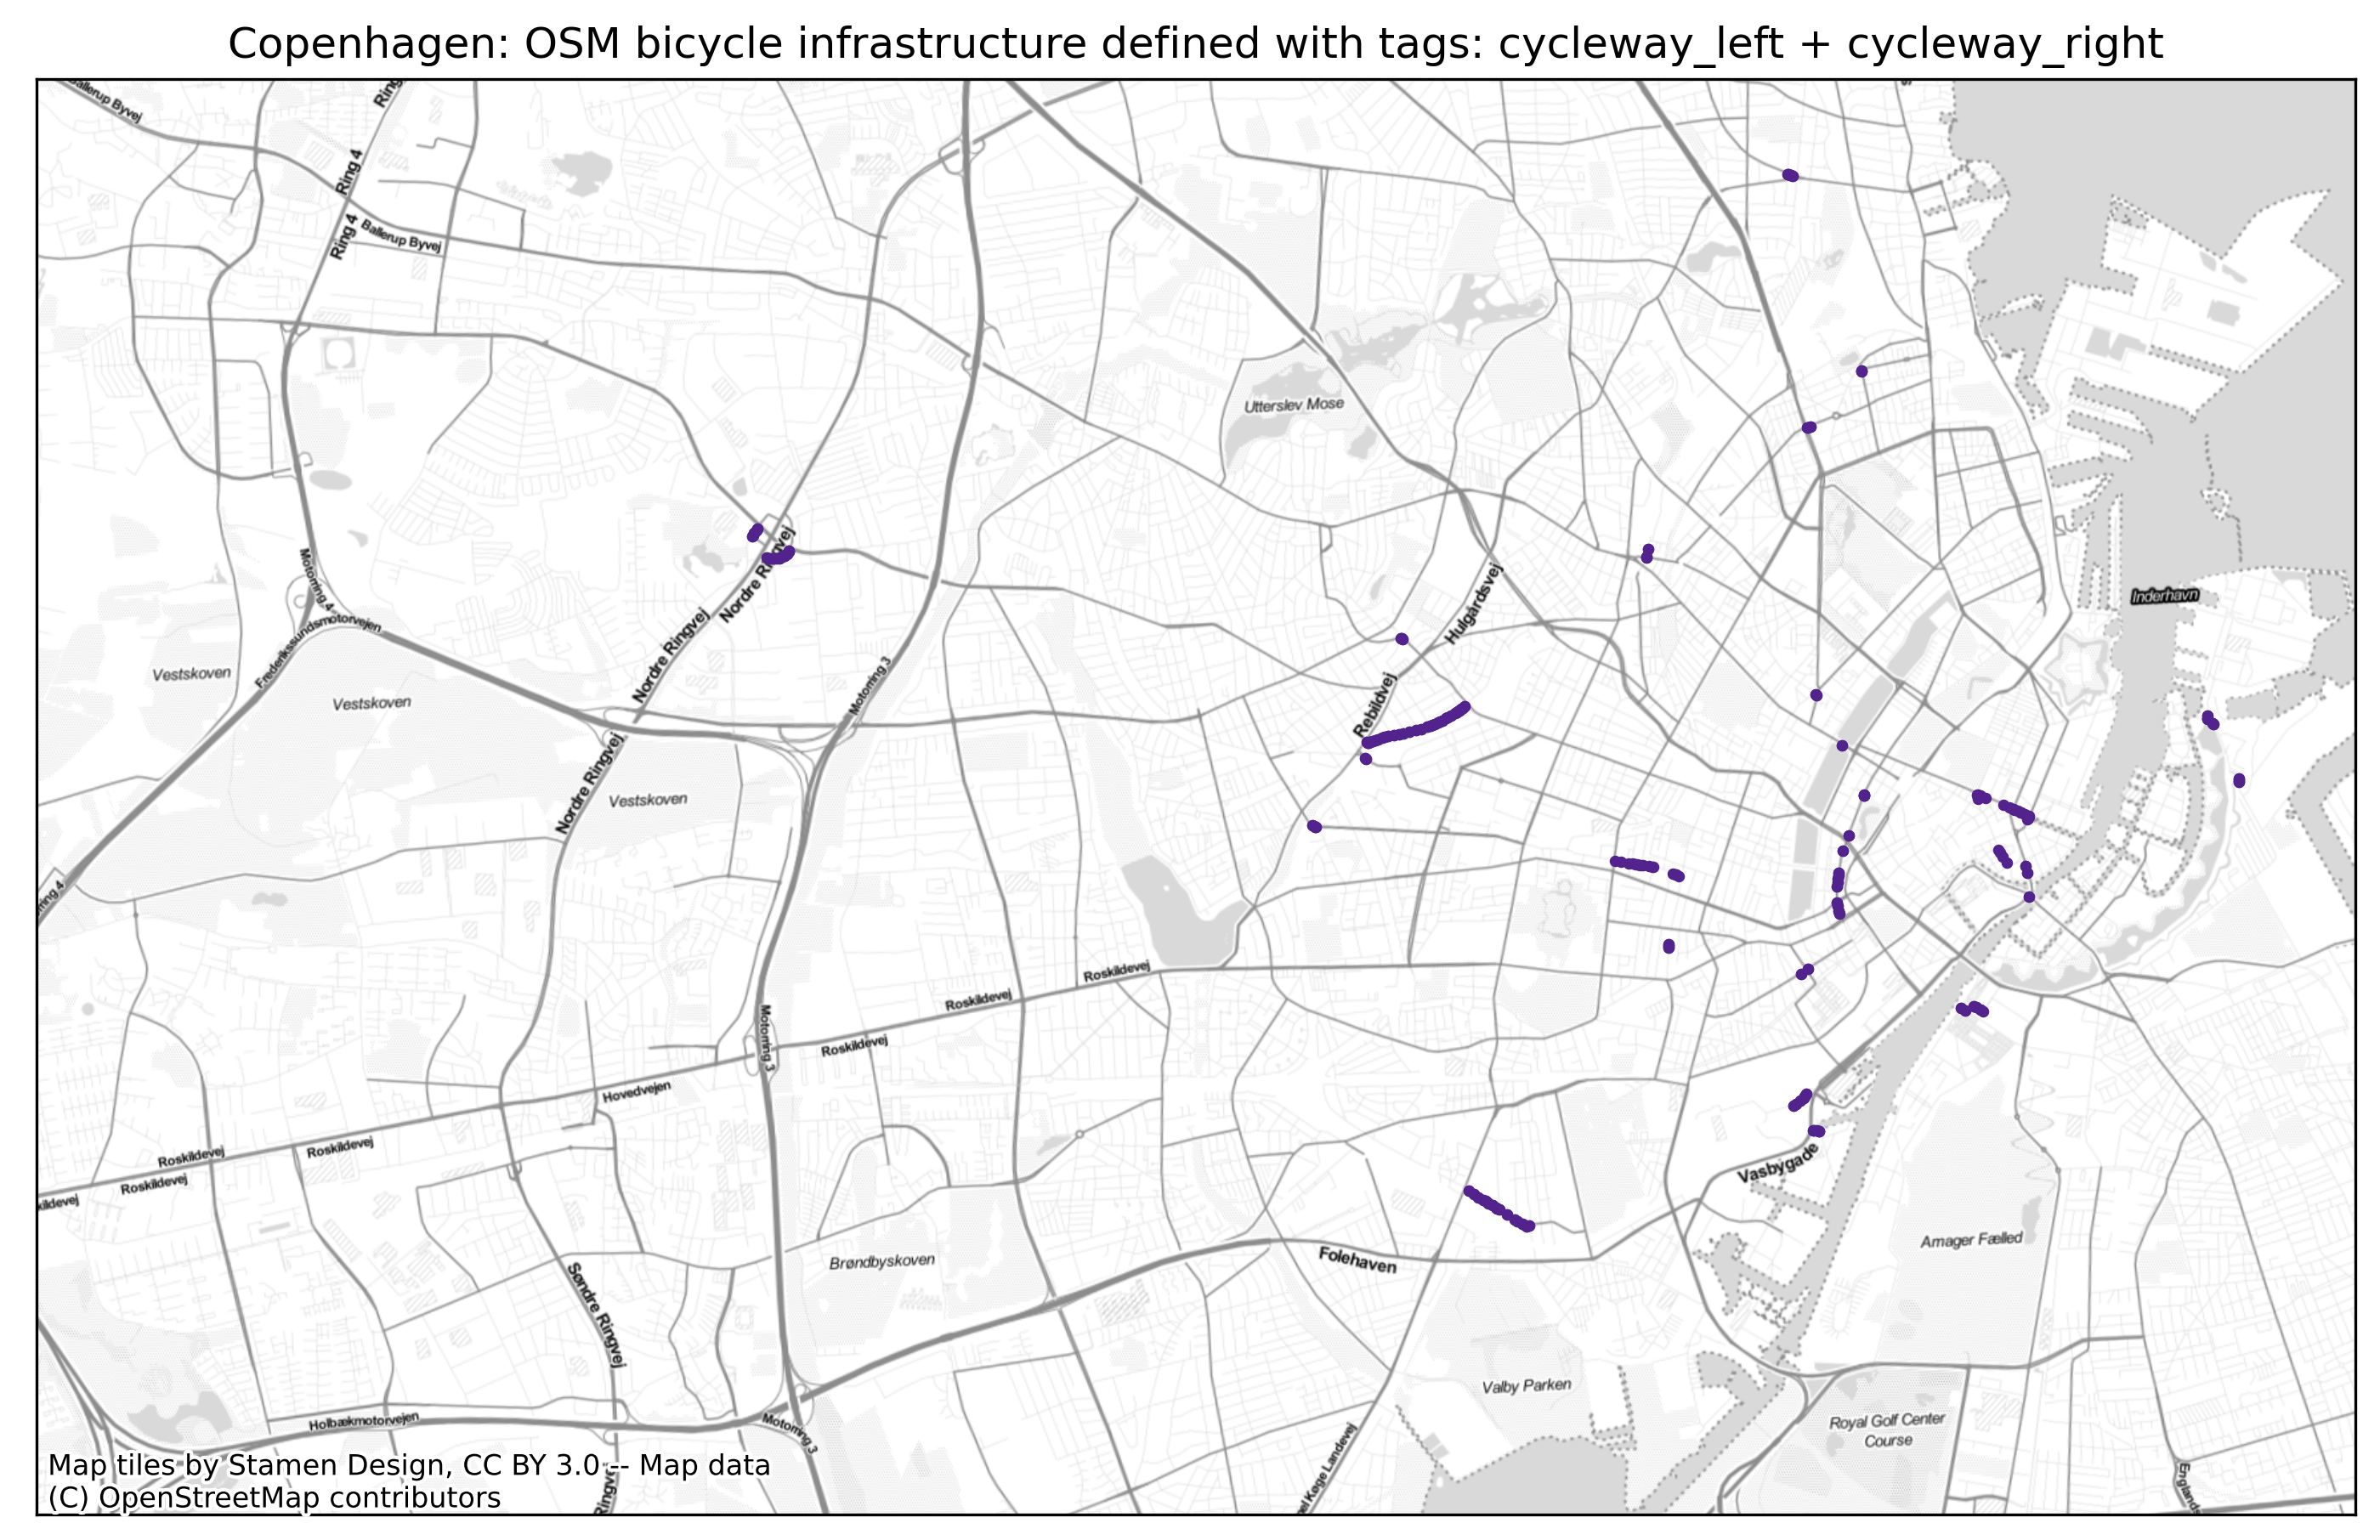 Copenhagen: OSM bicycle infrastructure defined with tags: cycleway_left + cycleway_right
Ballerup Byvej
Ring
Ring 4
Ring 4
Ballerup Byvej
Utterslev Mose
Nordre Ringvej
Nordre Ringvej
Hulgårdsvej
Inderhavn
Motorring 4
Frederikssundsmotorvejen
Vestskoven
Vestskoven
Motorring 3
Rebildvej
Nordre Ringvej
Vestskoven
ring 4
Roskildevej
Roskildevej
Motorring 3
Roskildevej
Hovedvejen
Roskildevej
Roskildevej
Roskildevej
kildevej
Vasbygade
Amager Fælled
Brøndbyskoven
Folehaven
Søndre Ringvej
Valby Parken
Royal Golf Center
Course
Holbækmotorvejen
Motorring 3
el Køge Landevej
Englands
Ringve
Map tiles by Stamen Design, CC BY 3.0 -- Map data
(C) OpenStreetMap contributors